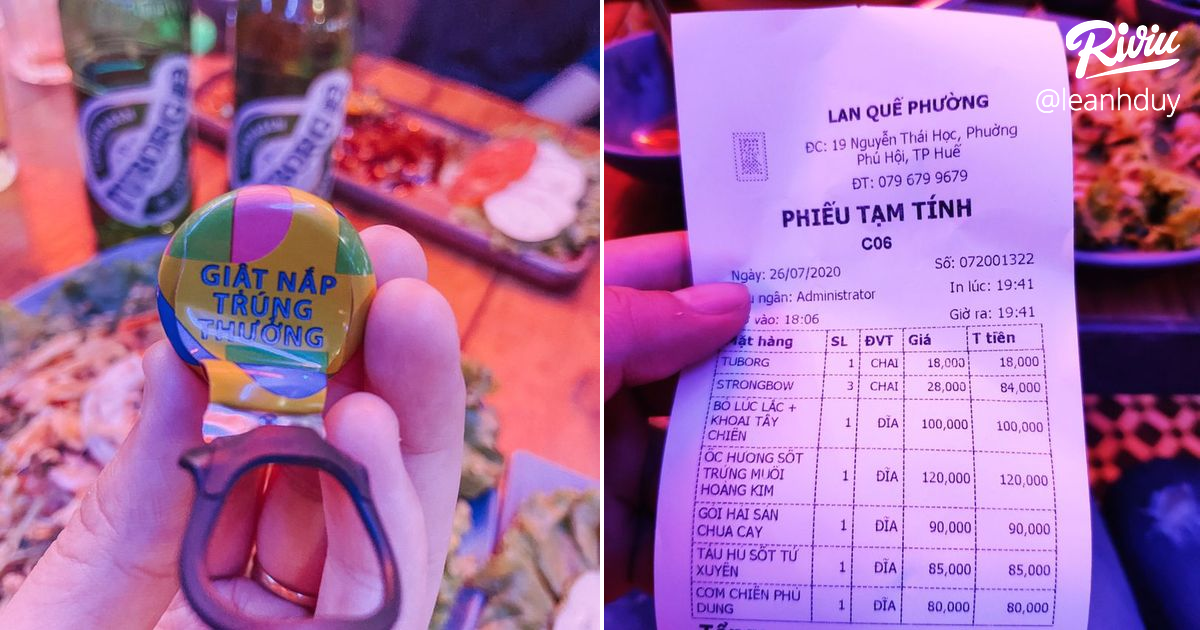 TUBORG
TUBORG
GIẬT NẮP
TRÚNG
THƯỞNG
Riviu
@leanhduy
LAN QUẾ PHƯỜNG
ĐC: 19 Nguyễn Thái Học, Phường
Phú Hội, TP Huế
ĐT: 079 679 9679
PHIẾU TẠM TÍNH
C06
Ngày: 26/07/2020 Số: 072001322
ngân: Administrator In lúc: 19:41
vào: 18:06 Giờ ra: 19:41
Mặt hàng SL ĐVT Giá T tiền
TUBORG 1 CHAI 18,000 18,000
STRONGBOW 3 CHAI 28,000 84,000
BÒ LÚC LẮC +
KHOAI TÂY
CHIÊN 1 DĨA 100,000 100,000
ỐC HƯƠNG SỐT
TRỨNG MUỐI
HOÀNG KIM 1 DĨA 120,000 120,000
GỎI HẢI SẢN
CHUA CAY 1 DĨA 90,000 90,000
TÀU HỦ SỐT TỨ
XUYÊN 1 DĨA 85,000 85,000
CƠM CHIÊN PHÙ
DUNG 1 DĨA 80,000 80,000